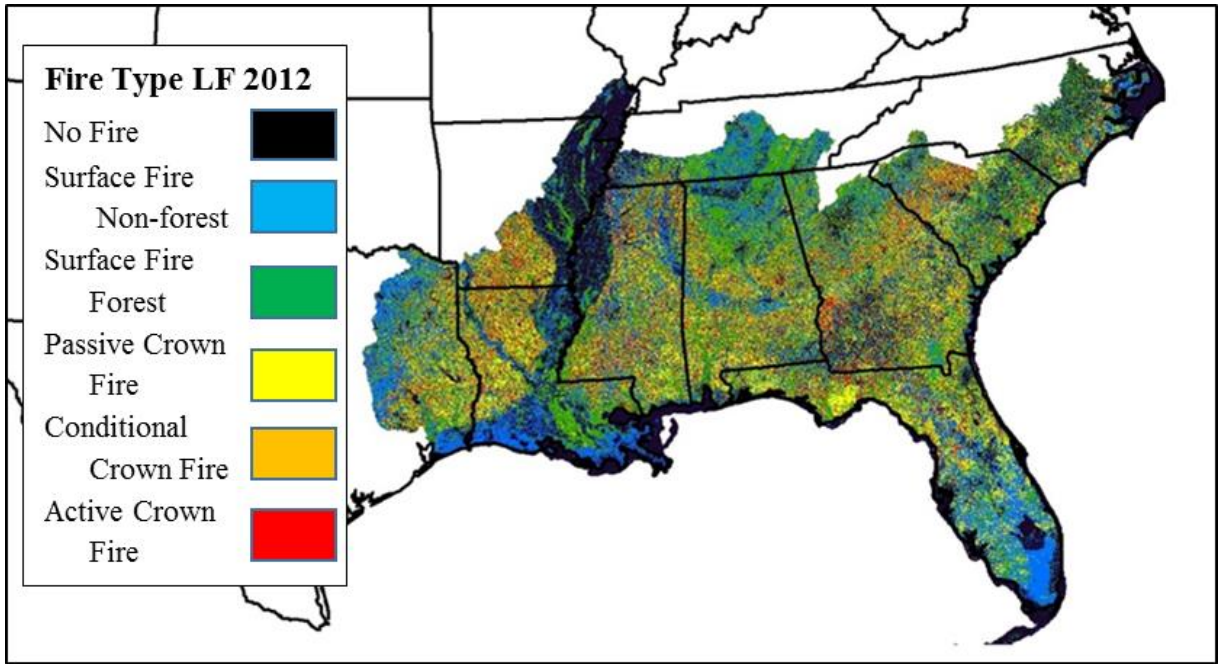 Fire Type LF 2012
No Fire
Surface Fire
Non-forest
Surface Fire
Forest
Passive Crown
Fire
Conditional
Crown Fire
Active Crown
Fire